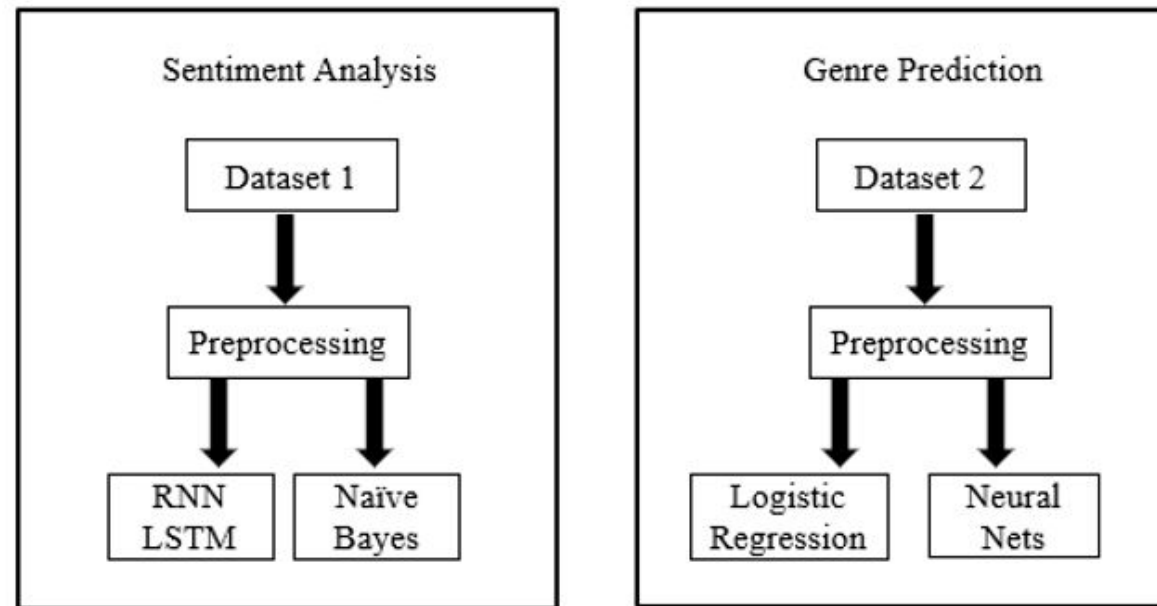 Sentiment Analysis
Dataset 1
Preprocessing
RNN
LSTM
Naïve
Bayes
Genre Prediction
Dataset 2
Preprocessing
Logistic
Regression
Neural
Nets